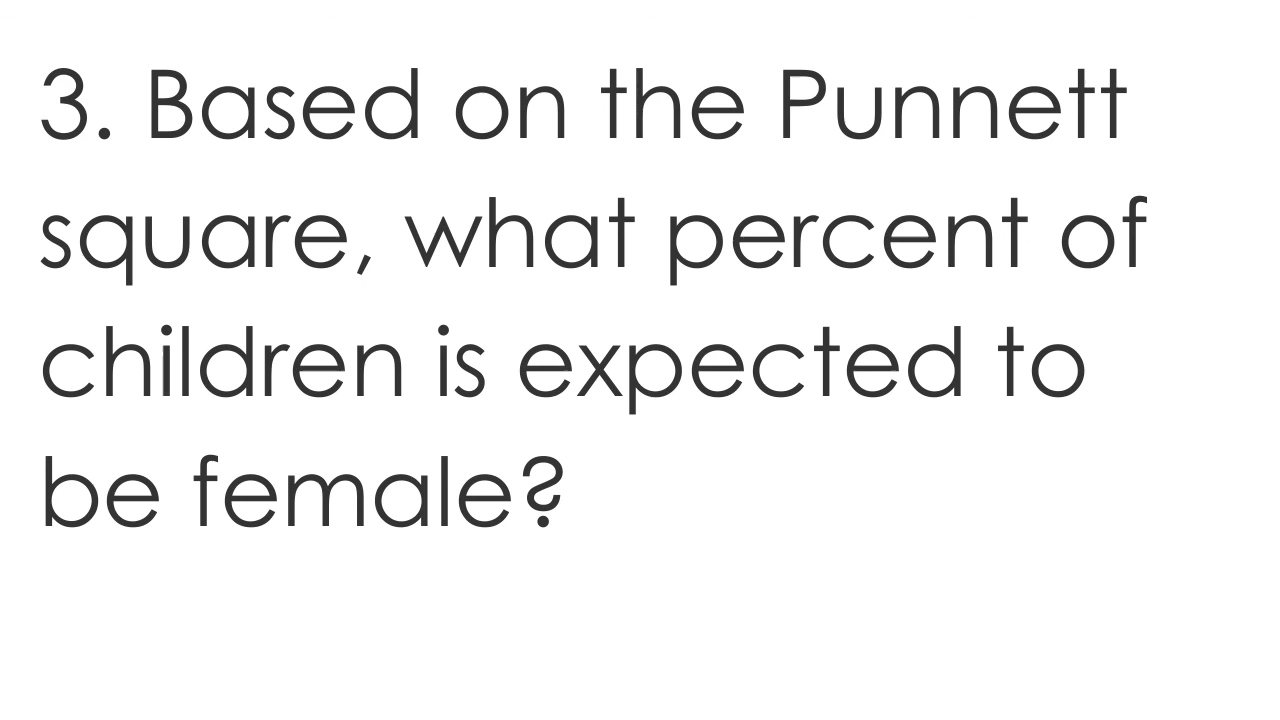 3. Based on the Punnett
square, what percent of
children is expected to
be female?